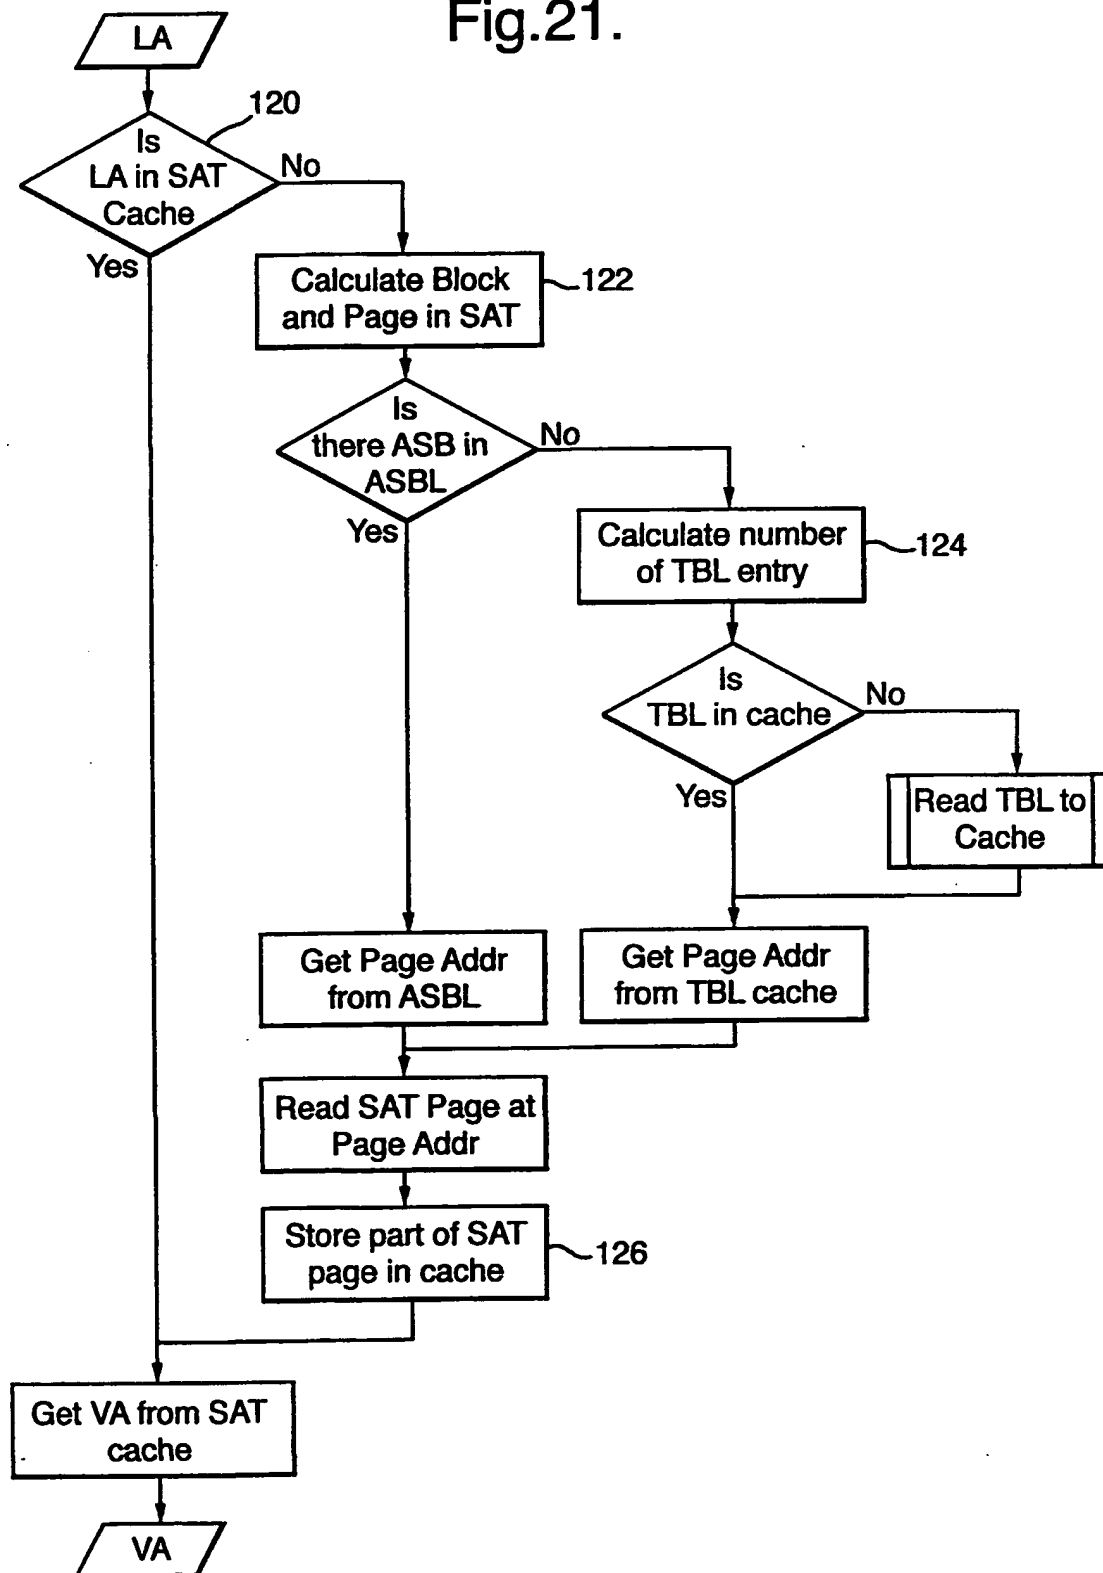 Fig.21.
LA
120
Is
LA in SAT
Cache
No
Yes
Calculate Block
and Page in SAT
122
Is
there ASB in
ASBL
No
Yes
Calculate number
of TBL entry
124
Is
TBL in cache
No
Yes
Read TBL to
Cache
Get Page Addr
from ASBL
Get Page Addr
from TBL cache
Read SAT Page at
Page Addr
Store part of SAT
page in cache
126
Get VA from SAT
cache
VA